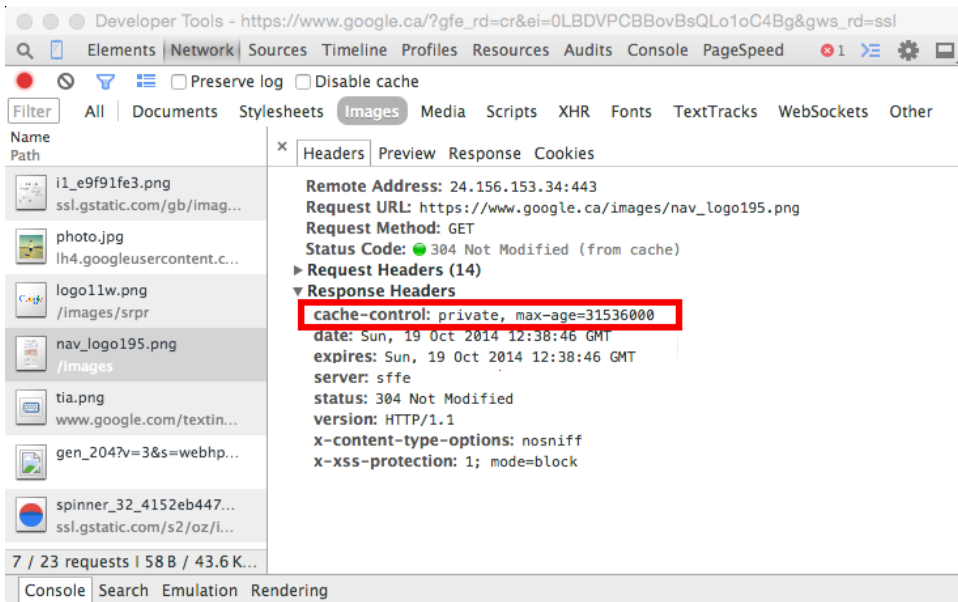 Developer Tools - https://www.google.ca/?gfe_rd=cr&ei=0LBDVPCBBovBsQLo1oC4Bg&gws_rd=ssl
Elements Network Sources Timeline Profiles Resources Audits Console PageSpeed 1
Preserve log Disable cache
Filter All Documents Stylesheets Images Media Scripts XHR Fonts TextTracks WebSockets Other
Name
Path
i1_e9f91fe3.png
ssl.gstatic.com/gb/imag...
photo.jpg
lh4.googleusercontent.c...
logo11w.png
/images/srpr
nav_logo195.png
/images
tia.png
www.google.com/textin...
gen_204?v=3&s=webhp...
spinner_32_4152eb447...
ssl.gstatic.com/s2/oz/i...
7 / 23 requests | 58 B / 43.6 K...
× Headers Preview Response Cookies
Remote Address: 24.156.153.34:443
Request URL: https://www.google.ca/images/nav_logo195.png
Request Method: GET
Status Code: 304 Not Modified (from cache)
Request Headers (14)
Response Headers
cache-control: private, max-age=31536000
date: Sun, 19 Oct 2014 12:38:46 GMT
expires: Sun, 19 Oct 2014 12:38:46 GMT
server: sffe
status: 304 Not Modified
version: HTTP/1.1
x-content-type-options: nosniff
x-xss-protection: 1; mode=block
Console Search Emulation Rendering